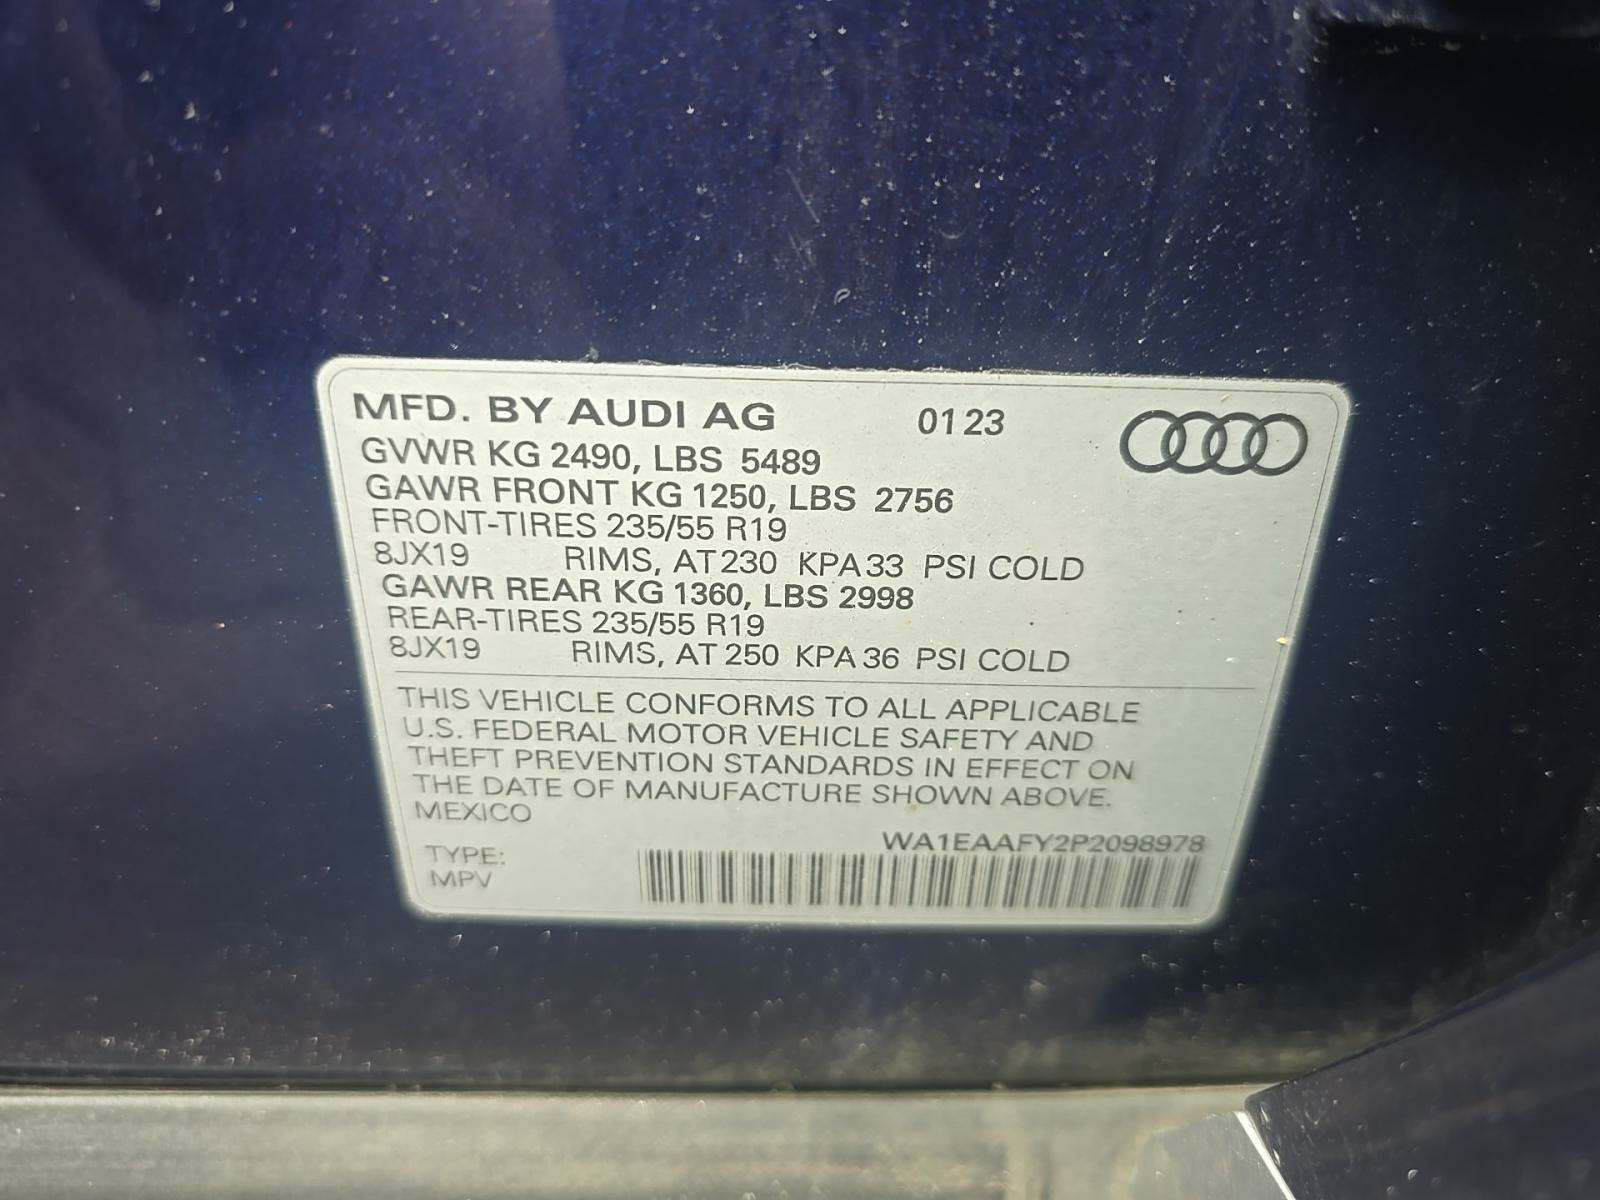 MFD. BY AUDI AG 01 23
GVWR KG 2490, LBS 5489
GAWR FRONT KG 1250, LBS 2756
FRONT-TIRES 235/55 R19
8JX19 RIMS, AT 230 KPA 33 PSI COLD
GAWR REAR KG 1360, LBS 2998
REAR-TIRES 235/55 R19
8JX19 RIMS, AT 250 KPA 36 PSI COLD
THIS VEHICLE CONFORMS TO ALL APPLICABLE
U.S. FEDERAL MOTOR VEHICLE SAFETY AND
THEFT PREVENTION STANDARDS IN EFFECT ON
THE DATE OF MANUFACTURE SHOWN ABOVE.
MEXICO
WA1EAAFY2P2098978
TYPE:
MPV